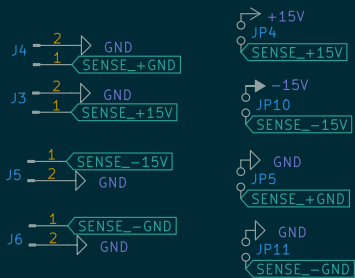 J4 2 GND
1 SENSE_+GND
J3 2 GND
1 SENSE_+15V
1 SENSE_-15V
J5 2 GND
1 SENSE_-GND
J6 2 GND
+15V
JP4
SENSE_+15V
-15V
JP10
SENSE_-15V
GND
JP5
SENSE_+GND
GND
JP11
SENSE_-GND